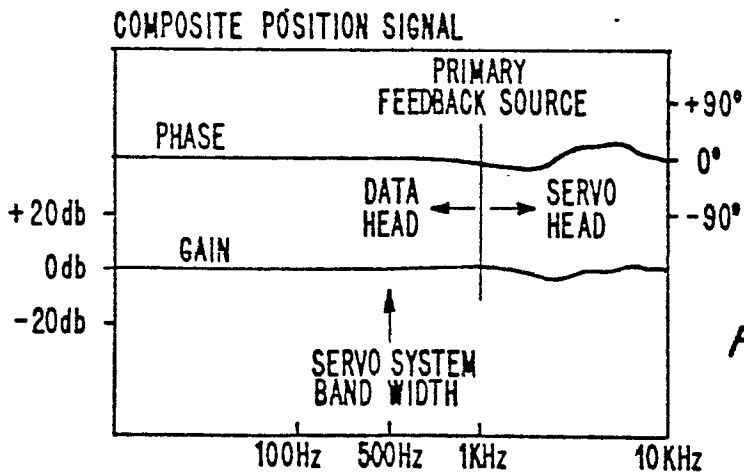 COMPOSITE POSITION SIGNAL
PRIMARY
FEEDBACK SOURCE
+90°
PHASE
0°
DATA
HEAD
SERVO
HEAD
+20db
-90°
GAIN
0db
-20db
SERVO SYSTEM
BAND WIDTH
100Hz 500Hz 1KHz 10KHz